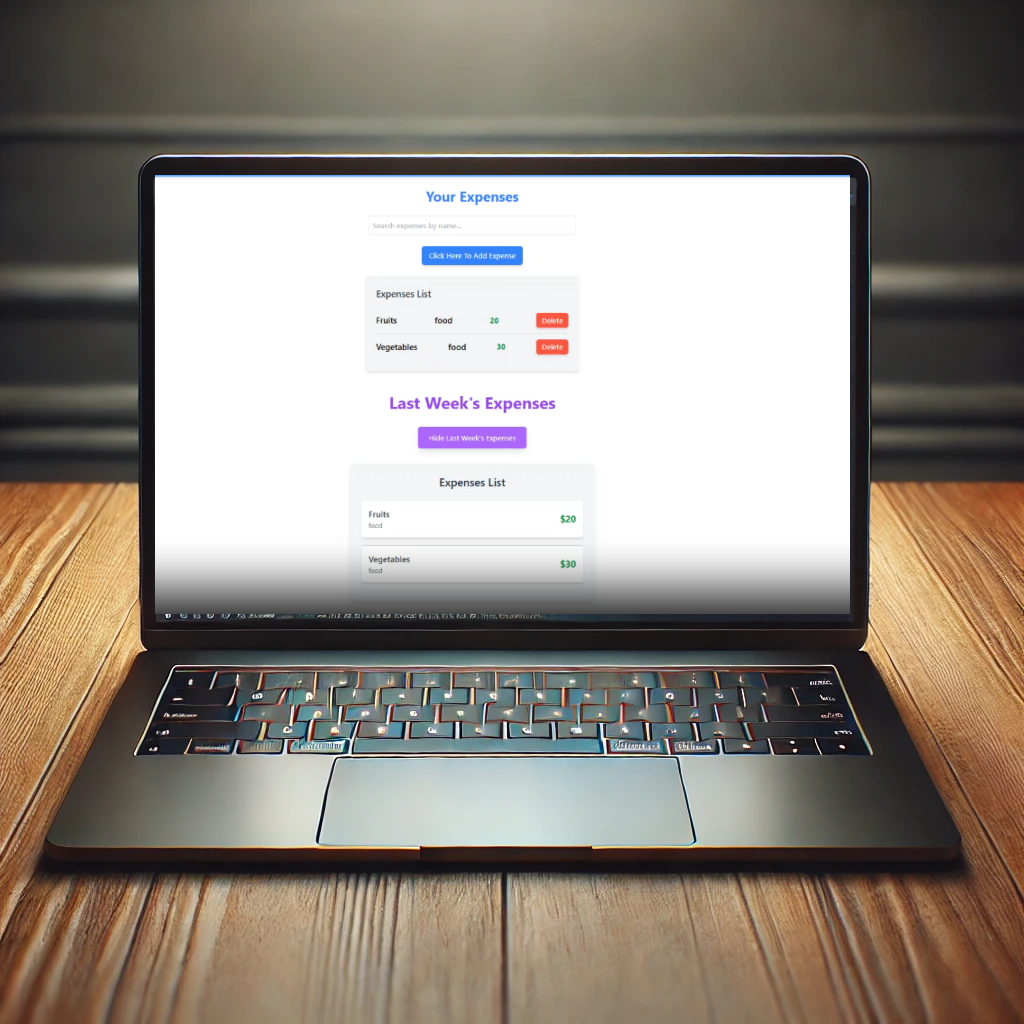 Your Expenses
Search expenses by name...
Click Here To Add Expense
Expenses List
Fruits food 20 Delete
Vegetables food 30 Delete
Last Week's Expenses
Hide Last Week's Expenses
Expenses List
Fruits
food
$20
Vegetables
food
$30